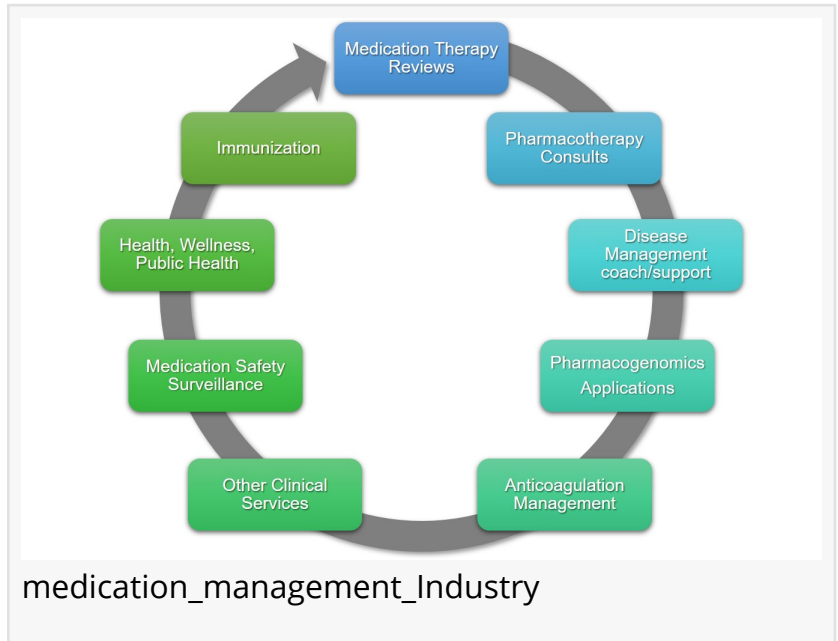 Medication Therapy
Reviews
Pharmacotherapy
Consults
Disease
Management
coach/support
Pharmacogenomics
Applications
Anticoagulation
Management
Other Clinical
Services
Medication Safety
Surveillance
Health, Wellness,
Public Health
Immunization
medication_management_Industry